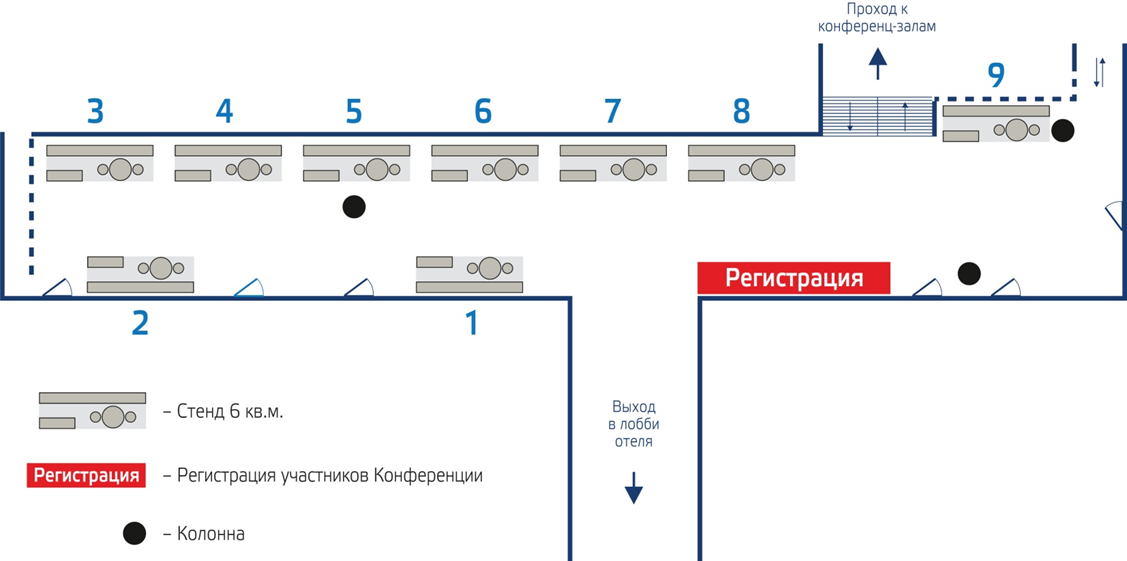 Проход к
конференц-залам
3
4
5
6
7
8
9
Регистрация
2
1
– Стенд 6 кв.м.
Выход
в лобби
отеля
Регистрация – Регистрация участников Конференции
– Колонна